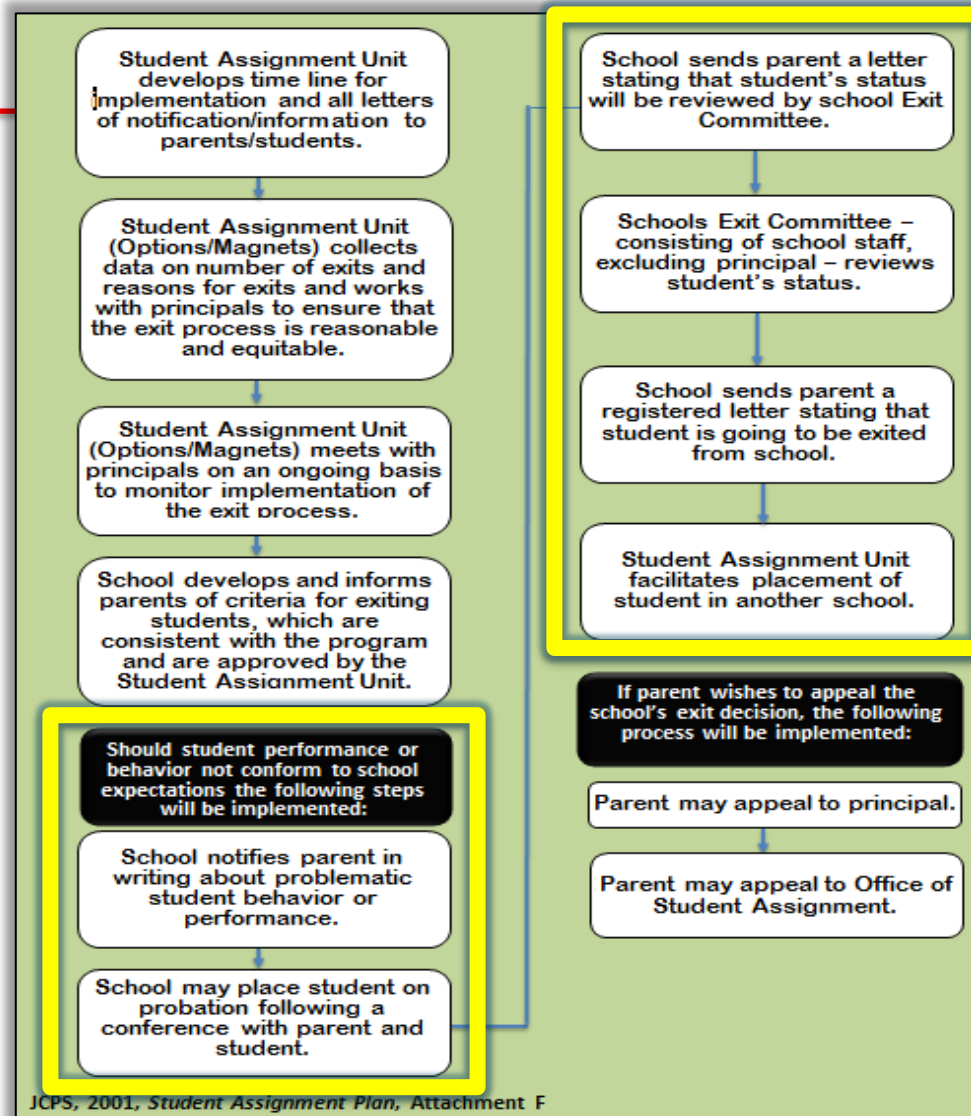 Student Assignment Unit
develops time line for
implementation and all letters
of notification/information to
parents/students.
Student Assignment Unit
(Options/Magnets) collects
data on number of exits and
reasons for exits and works
with principals to ensure that
the exit process is reasonable
and equitable.
Student Assignment Unit
(Options/Magnets) meets with
principals on an ongoing basis
to monitor implementation of
the exit process.
School develops and informs
parents of criteria for exiting
students, which are
consistent with the program
and are approved by the
Student Assignment Unit.
Should student performance or
behavior not conform to school
expectations the following steps
will be implemented:
School notifies parent in
writing about problematic
student behavior or
performance.
School may place student on
probation following a
conference with parent and
student.
School sends parent a letter
stating that student's status
will be reviewed by school Exit
Committee.
Schools Exit Committee –
consisting of school staff,
excluding principal – reviews
student's status.
School sends parent a
registered letter stating that
student is going to be exited
from school.
Student Assignment Unit
facilitates placement of
student in another school.
If parent wishes to appeal the
school's exit decision, the following
process will be implemented:
Parent may appeal to principal.
Parent may appeal to Office of
Student Assignment.
JCPS, 2001, Student Assignment Plan, Attachment F